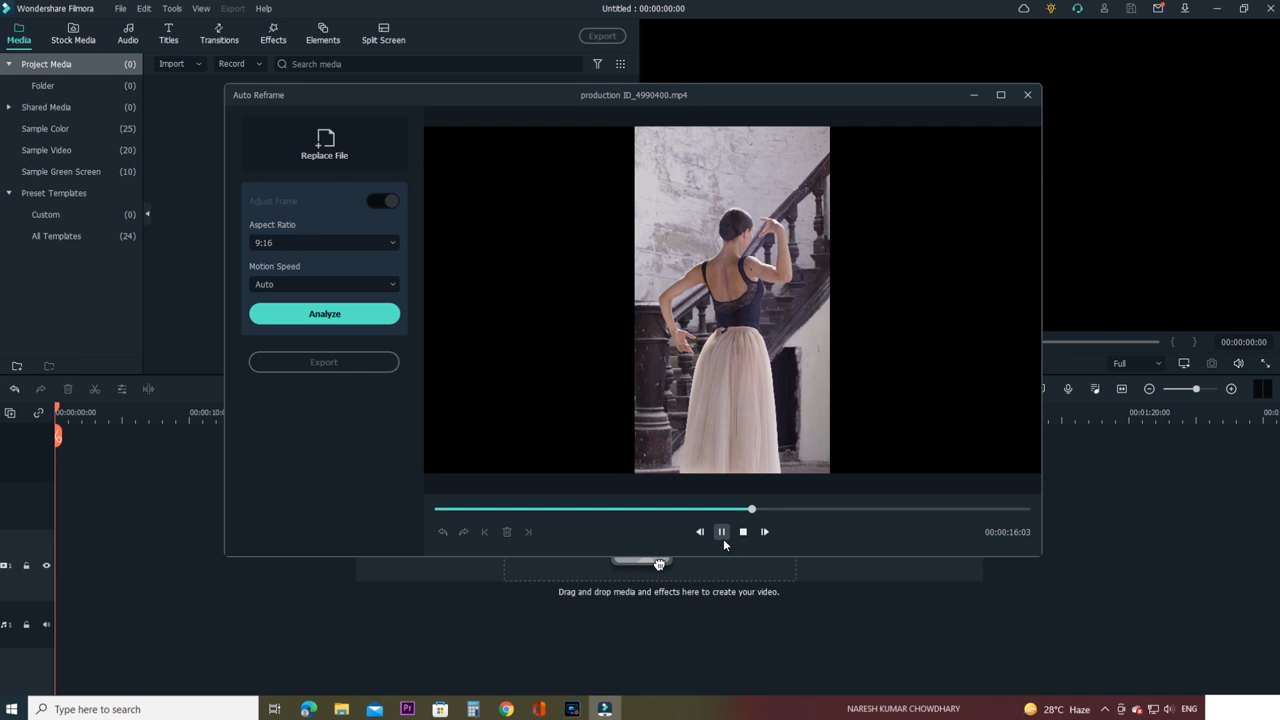 Wondershare Filmora File Edit Tools View Export Help Untitled : 00:00:00:00
Media Stock Media Audio Titles Transitions Effects Elements Split Screen Export
Project Media (0) Import Record Search media
Folder (0)
Shared Media (0)
Sample Color (25)
Sample Video (20)
Sample Green Screen (10)
Preset Templates
Custom (0)
All Templates (24)
Auto Reframe production ID_4990400.mp4
Replace File
Adjust Frame
Aspect Ratio
9:16
Motion Speed
Auto
Analyze
Export
00:00:16:03
00:00:00:00
Full
00:00:00:00 00:00:10:0 00:01:20:00 00:0
Drag and drop media and effects here to create your video.
1
1
Type here to search Pr NARESH KUMAR CHOWDHARY 28°C Haze ENG